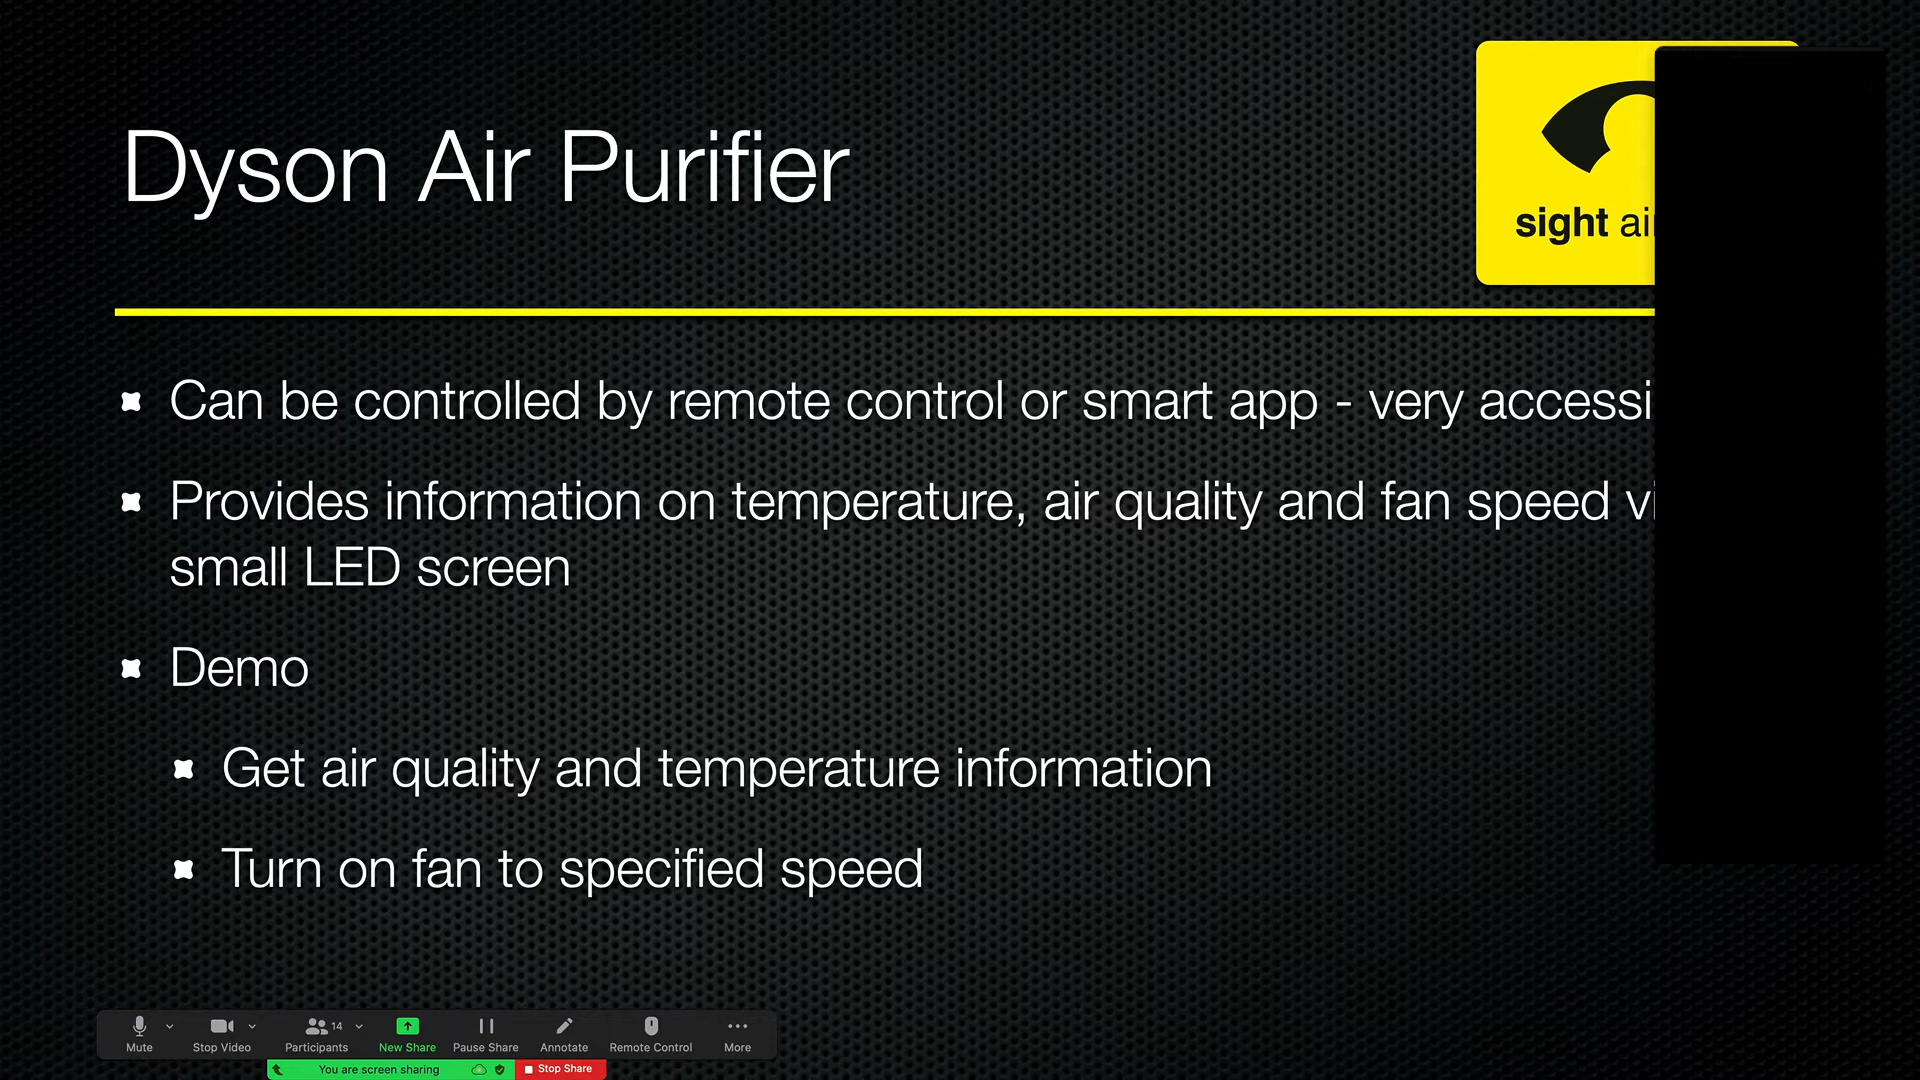 Dyson Air Purifier
sight
Can be controlled by remote control or smart app - very
Provides information on temperature, air quality and fan speed
small LED screen
Demo
Get air quality and temperature information
Turn on fan to specified speed
14
Mute Stop Video Participants New Share Pause Share Annotate Remote Control More
You are screen sharing Stop Share